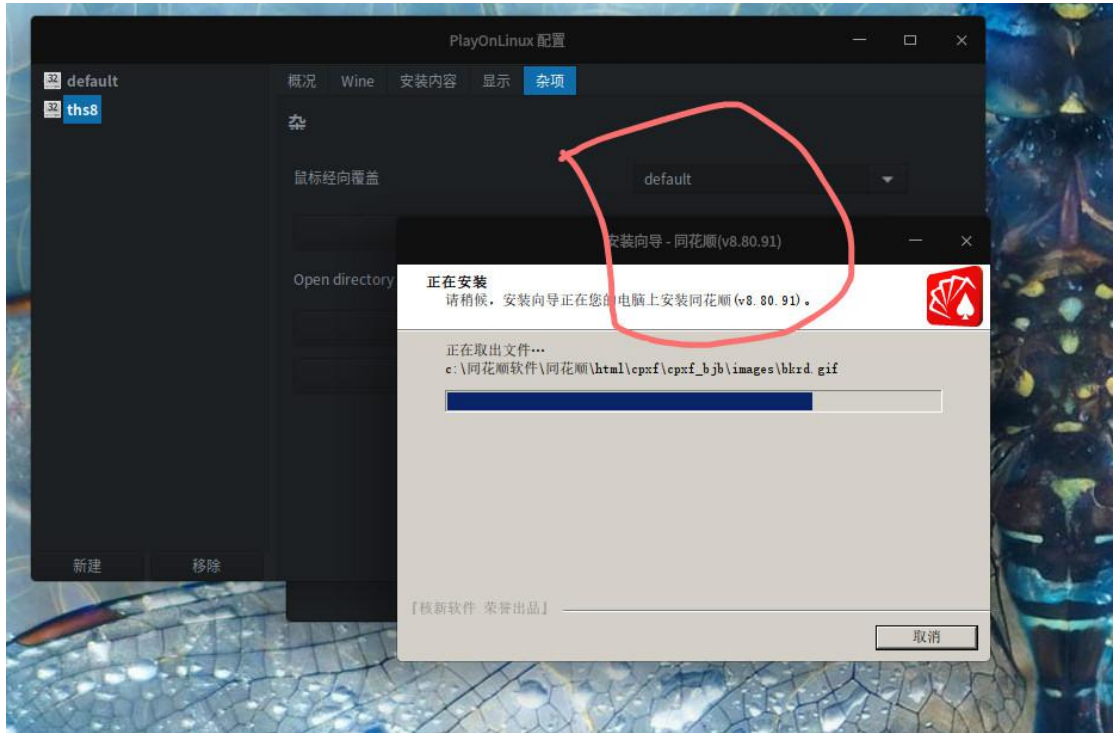 PlayOnLinux 配置
32 default
32 ths8
概况 Wine 安装内容 显示 杂项
杂
鼠标经向覆盖 default
安装向导 - 同花顺(v8.80.91)
Open directory
正在安装
请稍候，安装向导正在您的电脑上安装同花顺(v8.80.91)。
正在取出文件…
c:\同花顺软件\同花顺\html\cpxf\cpxf_bjb\images\bkrd.gif
新建 移除
『核新软件 荣誉出品』
取消